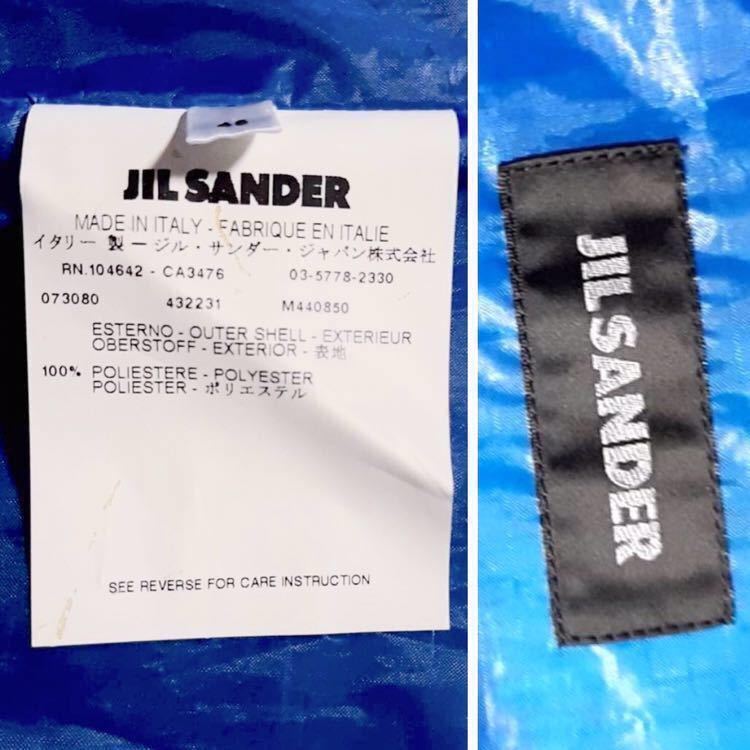 46
JIL SANDER
MADE IN ITALY - FABRIQUE EN ITALIE
イタリー 製 ー ジル・サンダー・ジャパン株式会社
RN.104642 - CA3476 03-5778-2330
073080 432231 M440850
ESTERNO - OUTER SHELL - EXTERIEUR
OBERSTOFF - EXTERIOR - 表地
100% POLIESTERE - POLYESTER
POLIESTER - ポリエステル
SEE REVERSE FOR CARE INSTRUCTION
JIL SANDER